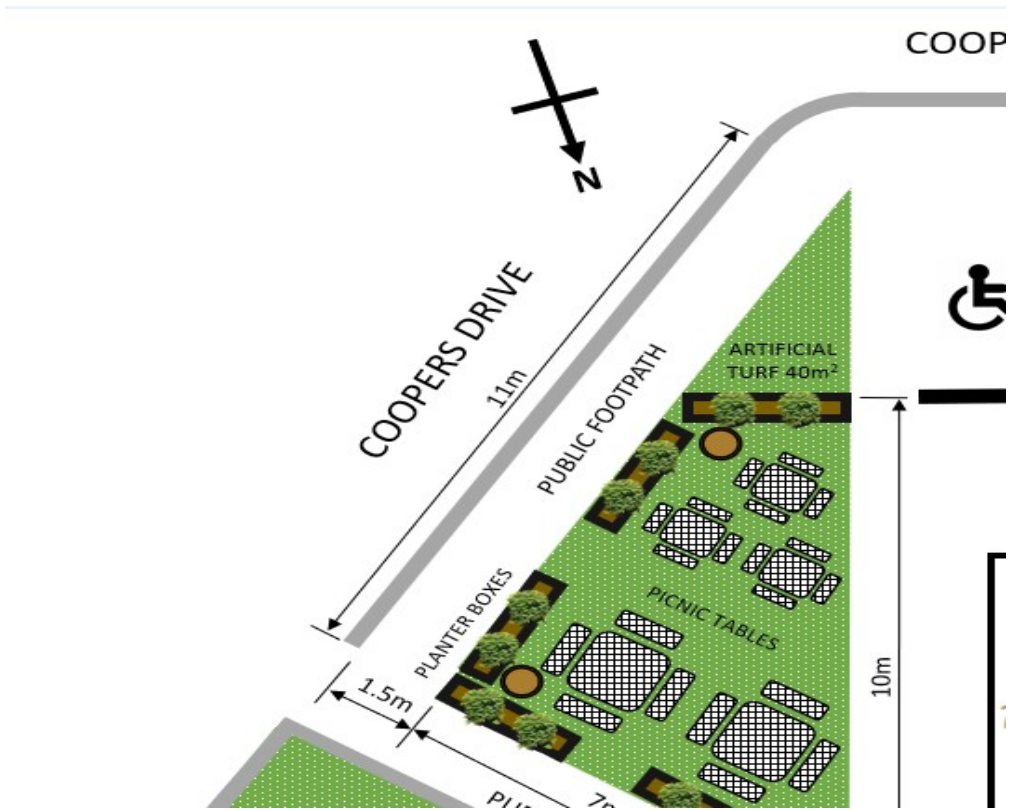 COOP
N
COOPERS DRIVE
11m
PUBLIC FOOTPATH
ARTIFICIAL
TURF 40m²
PLANTER BOXES
PICNIC TABLES
10m
1.5m